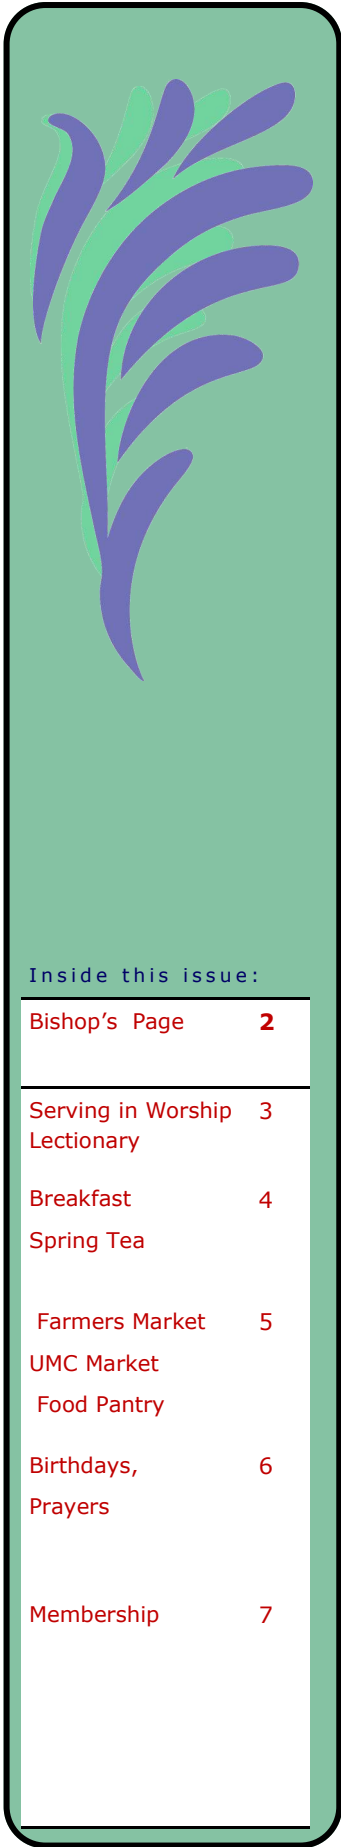 Inside this issue:
Bishop’s Page 2
Serving in Worship 3
Lectionary
Breakfast 4
Spring Tea
Farmers Market 5
UMC Market
Food Pantry
Birthdays, 6
Prayers
Membership 7